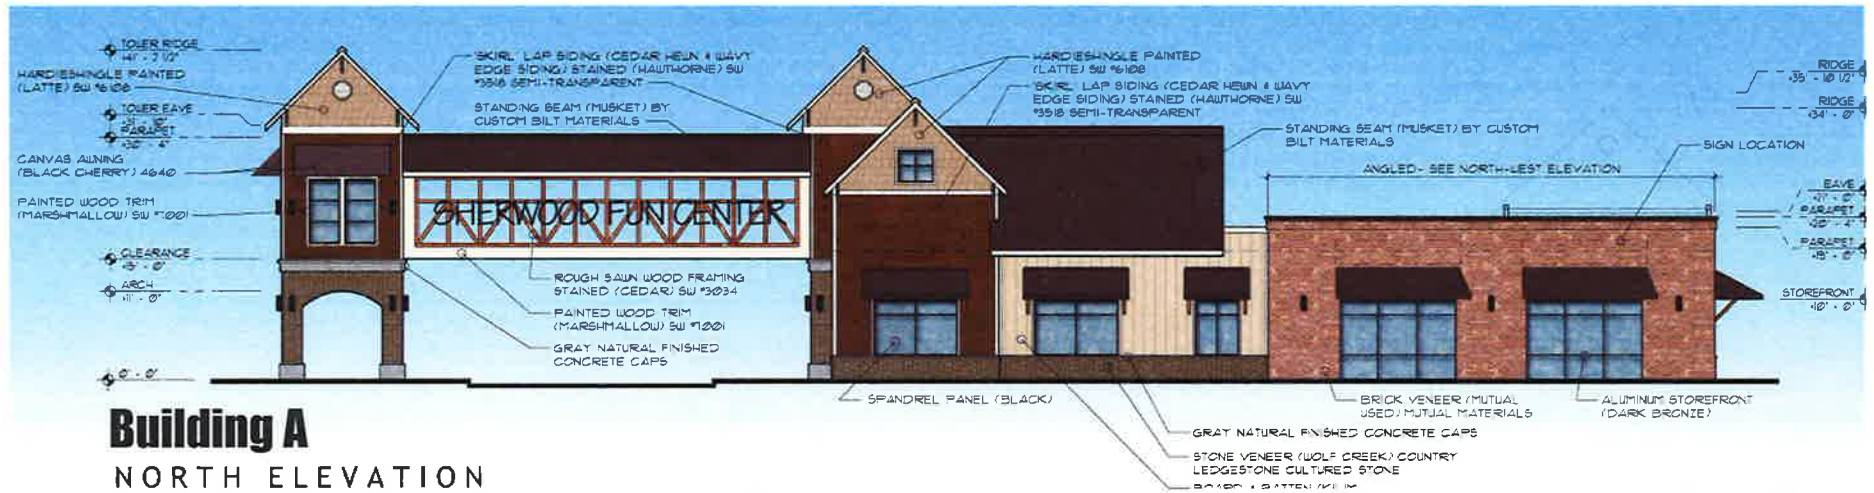 TOWER RIDGE
+41' - 2 1/2"
HARDIESHINGLE PAINTED
(LATTE) SW #6108
TOWER EAVE
+31' - 10"
PARAPET
+30' - 4"
CANVAS AWNING
(BLACK CHERRY) 4640
PAINTED WOOD TRIM
(MARSHMALLOW) SW #7001
CLEARANCE
+15' - 0"
ARCH
+11' - 0"
0' - 0"
'SKIRL' LAP SIDING (CEDAR HEWN & WAVY
EDGE SIDING) STAINED (HAWTHORNE) SW
#3518 SEMI-TRANSPARENT
STANDING SEAM (MUSKET) BY
CUSTOM BILT MATERIALS
SHERWOOD FUN CENTER
ROUGH SAWN WOOD FRAMING
STAINED (CEDAR) SW #3034
PAINTED WOOD TRIM
(MARSHMALLOW) SW #7001
GRAY NATURAL FINISHED
CONCRETE CAPS
HARDIESHINGLE PAINTED
(LATTE) SW #6108
'SKIRL' LAP SIDING (CEDAR HEWN & WAVY
EDGE SIDING) STAINED (HAWTHORNE) SW
#3518 SEMI-TRANSPARENT
STANDING SEAM (MUSKET) BY CUSTOM
BILT MATERIALS
ANGLED- SEE NORTH-WEST ELEVATION
SIGN LOCATION
RIDGE
+35' - 10 1/2"
RIDGE
+34' - 0"
EAVE
+21' - 0"
PARAPET
+20' - 4"
PARAPET
+19' - 0"
STOREFRONT
+10' - 0"
SPANDREL PANEL (BLACK)
BRICK VENEER (MUTUAL
USED) MUTUAL MATERIALS
ALUMINUM STOREFRONT
(DARK BRONZE)
GRAY NATURAL FINISHED CONCRETE CAPS
STONE VENEER (WOLF CREEK) COUNTRY
LEDGESTONE CULTURED STONE
BOARD & BATTEN (KILIM
Building A
NORTH ELEVATION